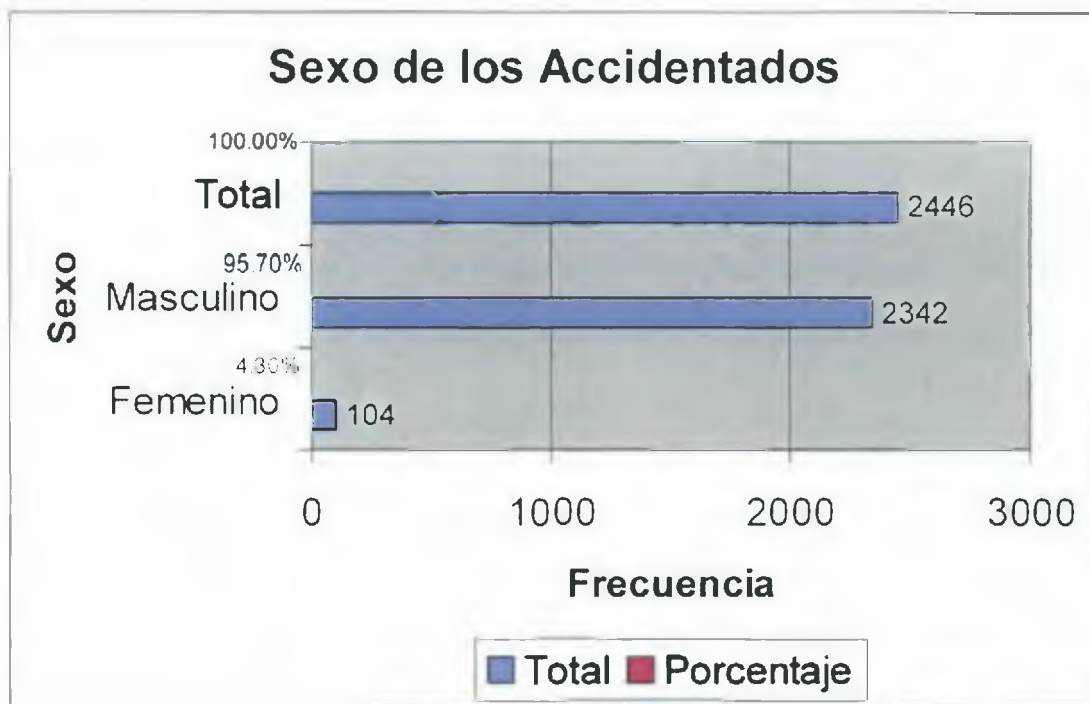 Sexo de los Accidentados
100.00%
Total
2446
95.70%
Masculino
2342
4.30%
Femenino
104
Sexo
0 1000 2000 3000
Frecuencia
Total Porcentaje